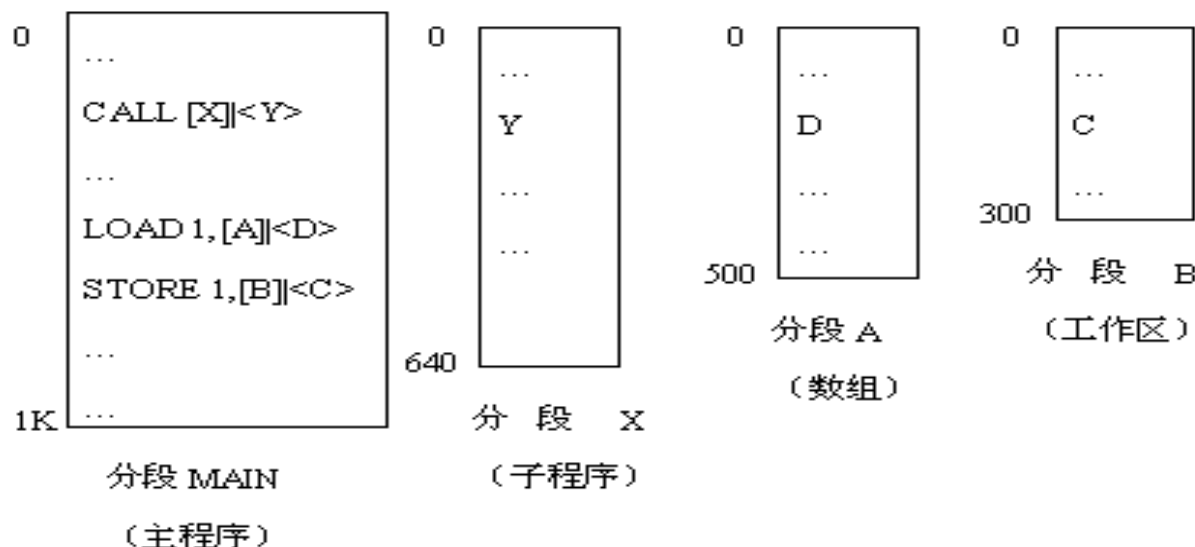 0
...
CALL [X]|<Y>
...
LOAD 1,[A]|<D>
STORE 1,[B]|<C>
...
1K
...
分段 MAIN
（主程序）
0
...
Y
...
...
640
分 段 X
（子程序）
0
...
D
...
...
500
分段 A
（数组）
0
...
C
...
300
分 段 B
（工作区）